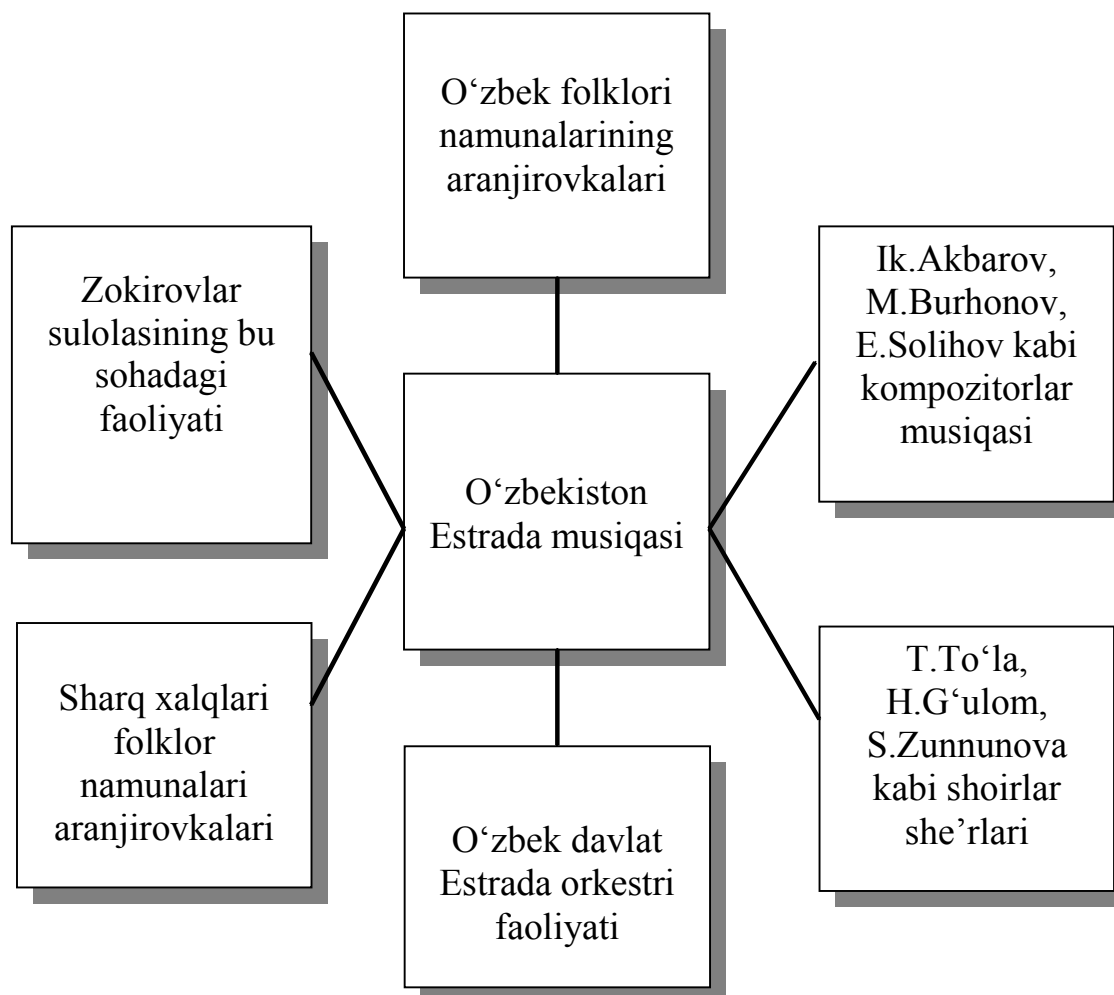 O‘zbek folklori
namunalarining
aranjirovkalari
Zokirovlar
sulolasining bu
sohadagi
faoliyati
Ik.Akbarov,
M.Burhonov,
E.Solihov kabi
kompozitorlar
musiqasi
O‘zbekiston
Estrada musiqasi
Sharq xalqlari
folklor
namunalari
aranjirovkalari
T.To‘la,
H.G‘ulom,
S.Zunnunova
kabi shoirlar
she’rlari
O‘zbek davlat
Estrada orkestri
faoliyati